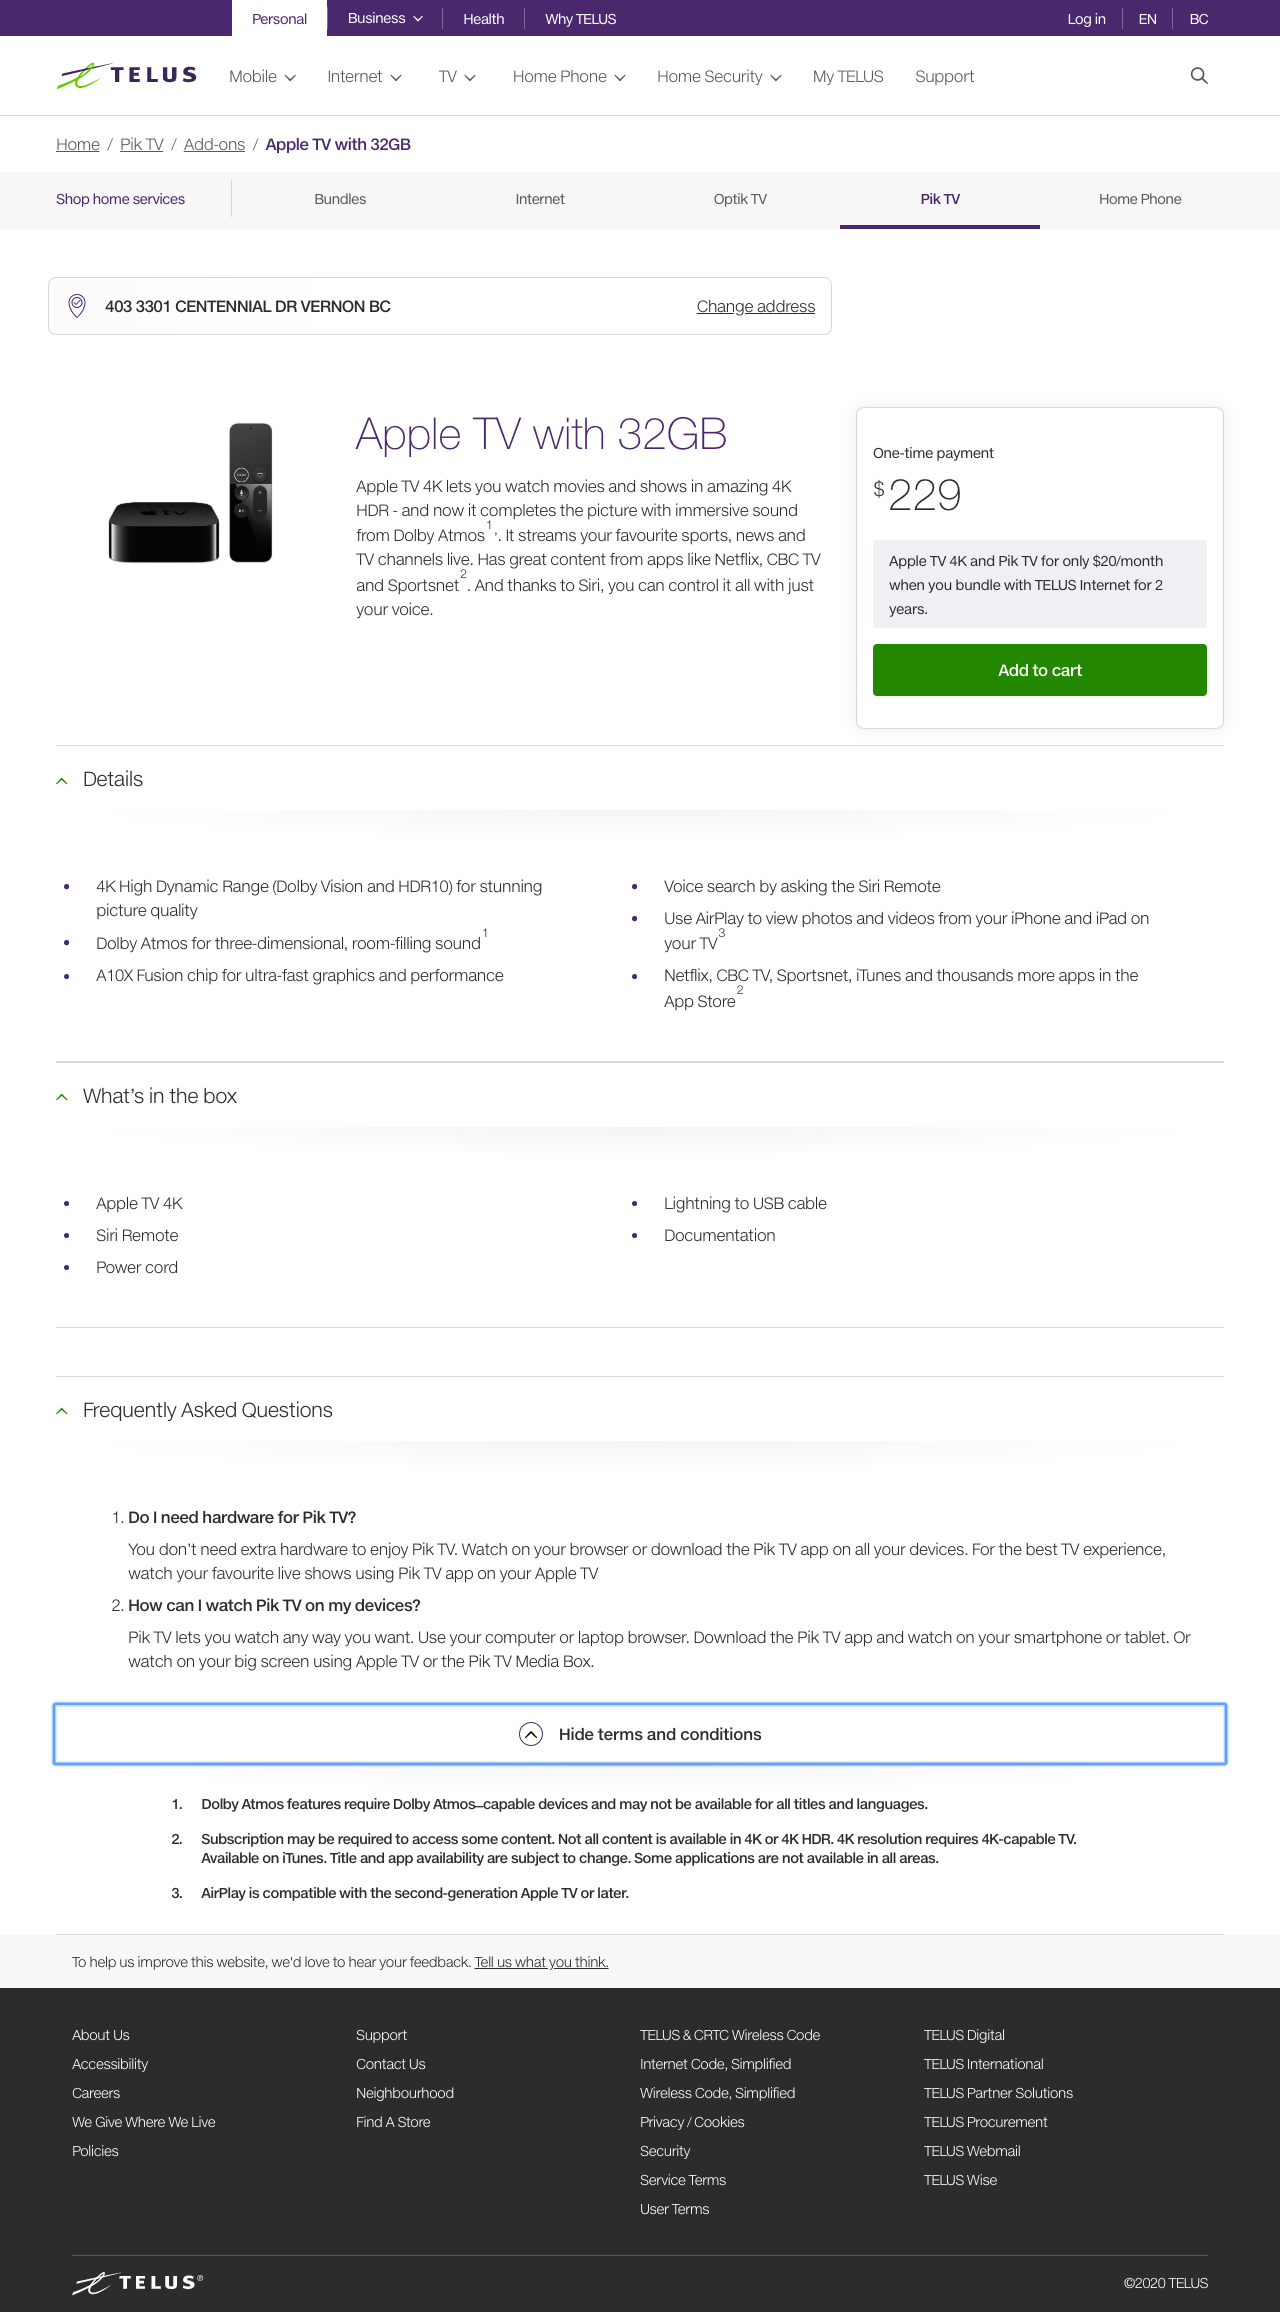 Personal Business Health Why TELUS Log in EN BC
TELUS Mobile Internet TV Home Phone Home Security My TELUS Support
Home / Pik TV / Add-ons / Apple TV with 32GB
Shop home services Bundles Internet Optik TV Pik TV Home Phone
403 3301 CENTENNIAL DR VERNON BC Change address
Apple TV with 32GB
Apple TV 4K lets you watch movies and shows in amazing 4K
HDR - and now it completes the picture with immersive sound
from Dolby Atmos1,. It streams your favourite sports, news and
TV channels live. Has great content from apps like Netflix, CBC TV
and Sportsnet2. And thanks to Siri, you can control it all with just
your voice.
One-time payment
$229
Apple TV 4K and Pik TV for only $20/month
when you bundle with TELUS Internet for 2
years.
Add to cart
Details
4K High Dynamic Range (Dolby Vision and HDR10) for stunning
picture quality
Dolby Atmos for three-dimensional, room-filling sound1
A10X Fusion chip for ultra-fast graphics and performance
Voice search by asking the Siri Remote
Use AirPlay to view photos and videos from your iPhone and iPad on
your TV3
Netflix, CBC TV, Sportsnet, iTunes and thousands more apps in the
App Store2
What's in the box
Apple TV 4K
Siri Remote
Power cord
Lightning to USB cable
Documentation
Frequently Asked Questions
1. Do I need hardware for Pik TV?
You don't need extra hardware to enjoy Pik TV. Watch on your browser or download the Pik TV app on all your devices. For the best TV experience,
watch your favourite live shows using Pik TV app on your Apple TV
2. How can I watch Pik TV on my devices?
Pik TV lets you watch any way you want. Use your computer or laptop browser. Download the Pik TV app and watch on your smartphone or tablet. Or
watch on your big screen using Apple TV or the Pik TV Media Box.
Hide terms and conditions
1. Dolby Atmos features require Dolby Atmos–capable devices and may not be available for all titles and languages.
2. Subscription may be required to access some content. Not all content is available in 4K or 4K HDR. 4K resolution requires 4K-capable TV.
Available on iTunes. Title and app availability are subject to change. Some applications are not available in all areas.
3. AirPlay is compatible with the second-generation Apple TV or later.
To help us improve this website, we'd love to hear your feedback. Tell us what you think.
About Us
Accessibility
Careers
We Give Where We Live
Policies
Support
Contact Us
Neighbourhood
Find A Store
TELUS & CRTC Wireless Code
Internet Code, Simplified
Wireless Code, Simplified
Privacy / Cookies
Security
Service Terms
User Terms
TELUS Digital
TELUS International
TELUS Partner Solutions
TELUS Procurement
TELUS Webmail
TELUS Wise
TELUS® ©2020 TELUS